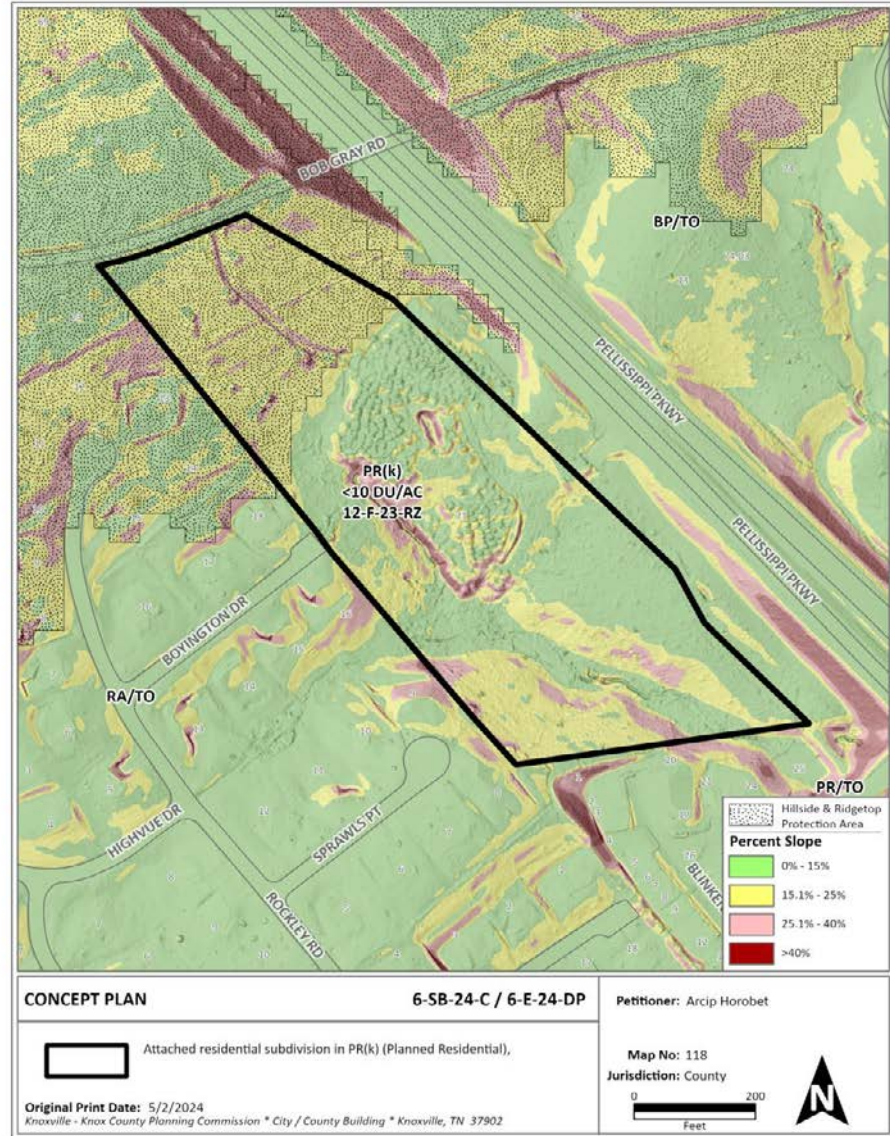 BOB GRAY RD
BP/TO
PELLISSIPPI PKWY
PR(k)
<10 DU/AC
12-F-23-RZ
PELLISSIPPI PKWY
BOYINGTON DR
RA/TO
HIGHVUE DR
SPRAWLS PT
ROCKLEY RD
PR/TO
Hillside & Ridgetop
Protection Area
Percent Slope
0% - 15%
15.1% - 25%
25.1% - 40%
>40%
CONCEPT PLAN
6-SB-24-C / 6-E-24-DP
Attached residential subdivision in PR(k) (Planned Residential),
Original Print Date: 5/2/2024
Knoxville - Knox County Planning Commission * City / County Building * Knoxville, TN 37902
Petitioner: Arcip Horobet
Map No: 118
Jurisdiction: County
0 200
Feet
N